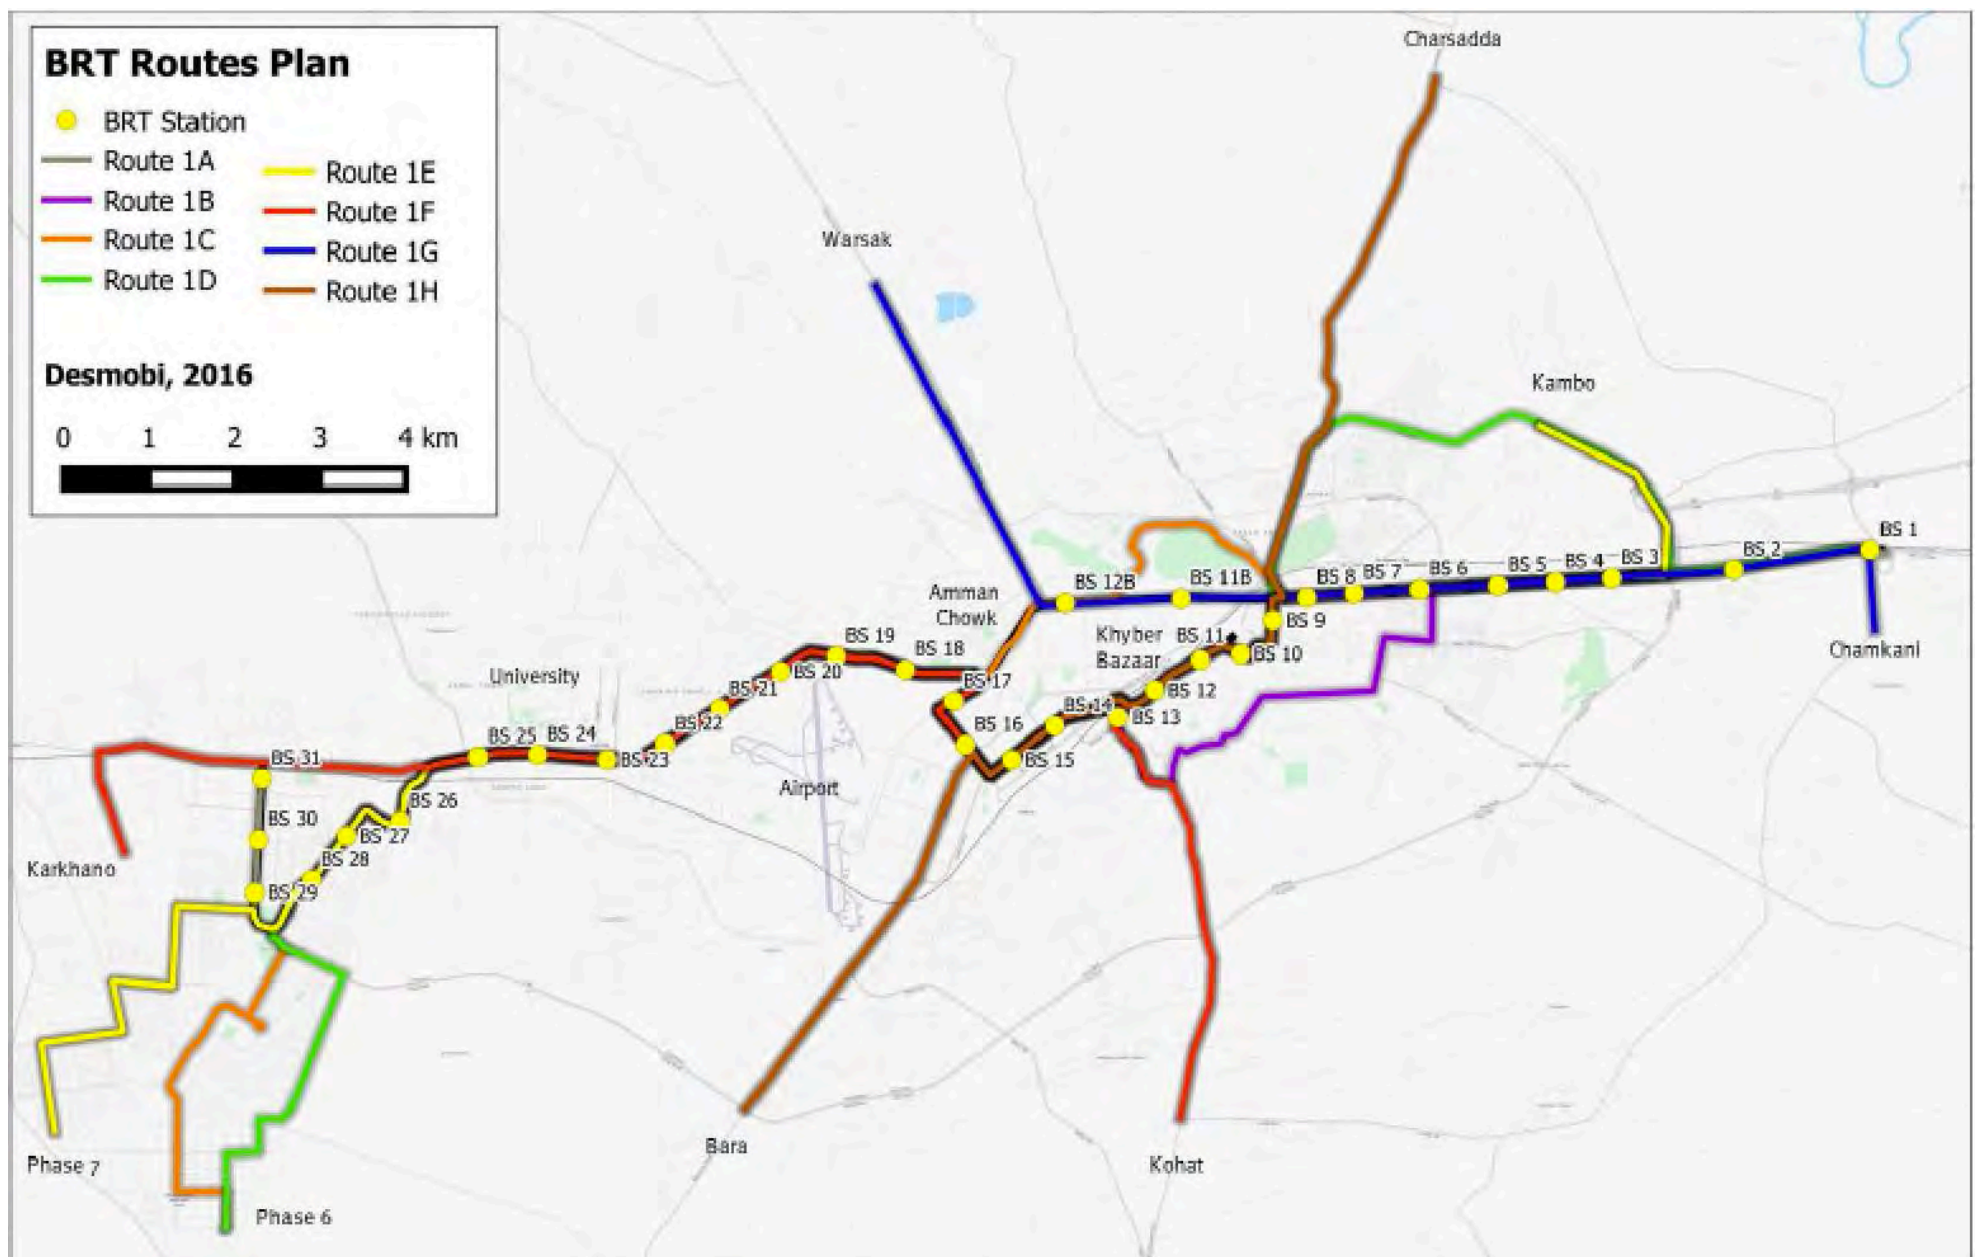 BRT Routes Plan
BRT Station
Route 1A
Route 1B
Route 1C
Route 1D
Route 1E
Route 1F
Route 1G
Route 1H
Desmobi, 2016
0 1 2 3 4 km
Charsadda
Warsak
Kambo
BS 1
BS 2
BS 3
BS 4
BS 5
BS 6
BS 7
BS 8
BS 11B
BS 12B
Amman
Chowk
BS 9
Khyber
Bazaar
BS 11
BS 10
Chamkani
BS 19
BS 18
BS 20
BS 17
BS 12
University
BS 21
BS 14
BS 13
BS 22
BS 16
BS 25
BS 24
BS 23
BS 15
BS 31
Airport
BS 26
BS 30
BS 27
BS 28
Karkhano
BS 29
Bara
Kohat
Phase 7
Phase 6